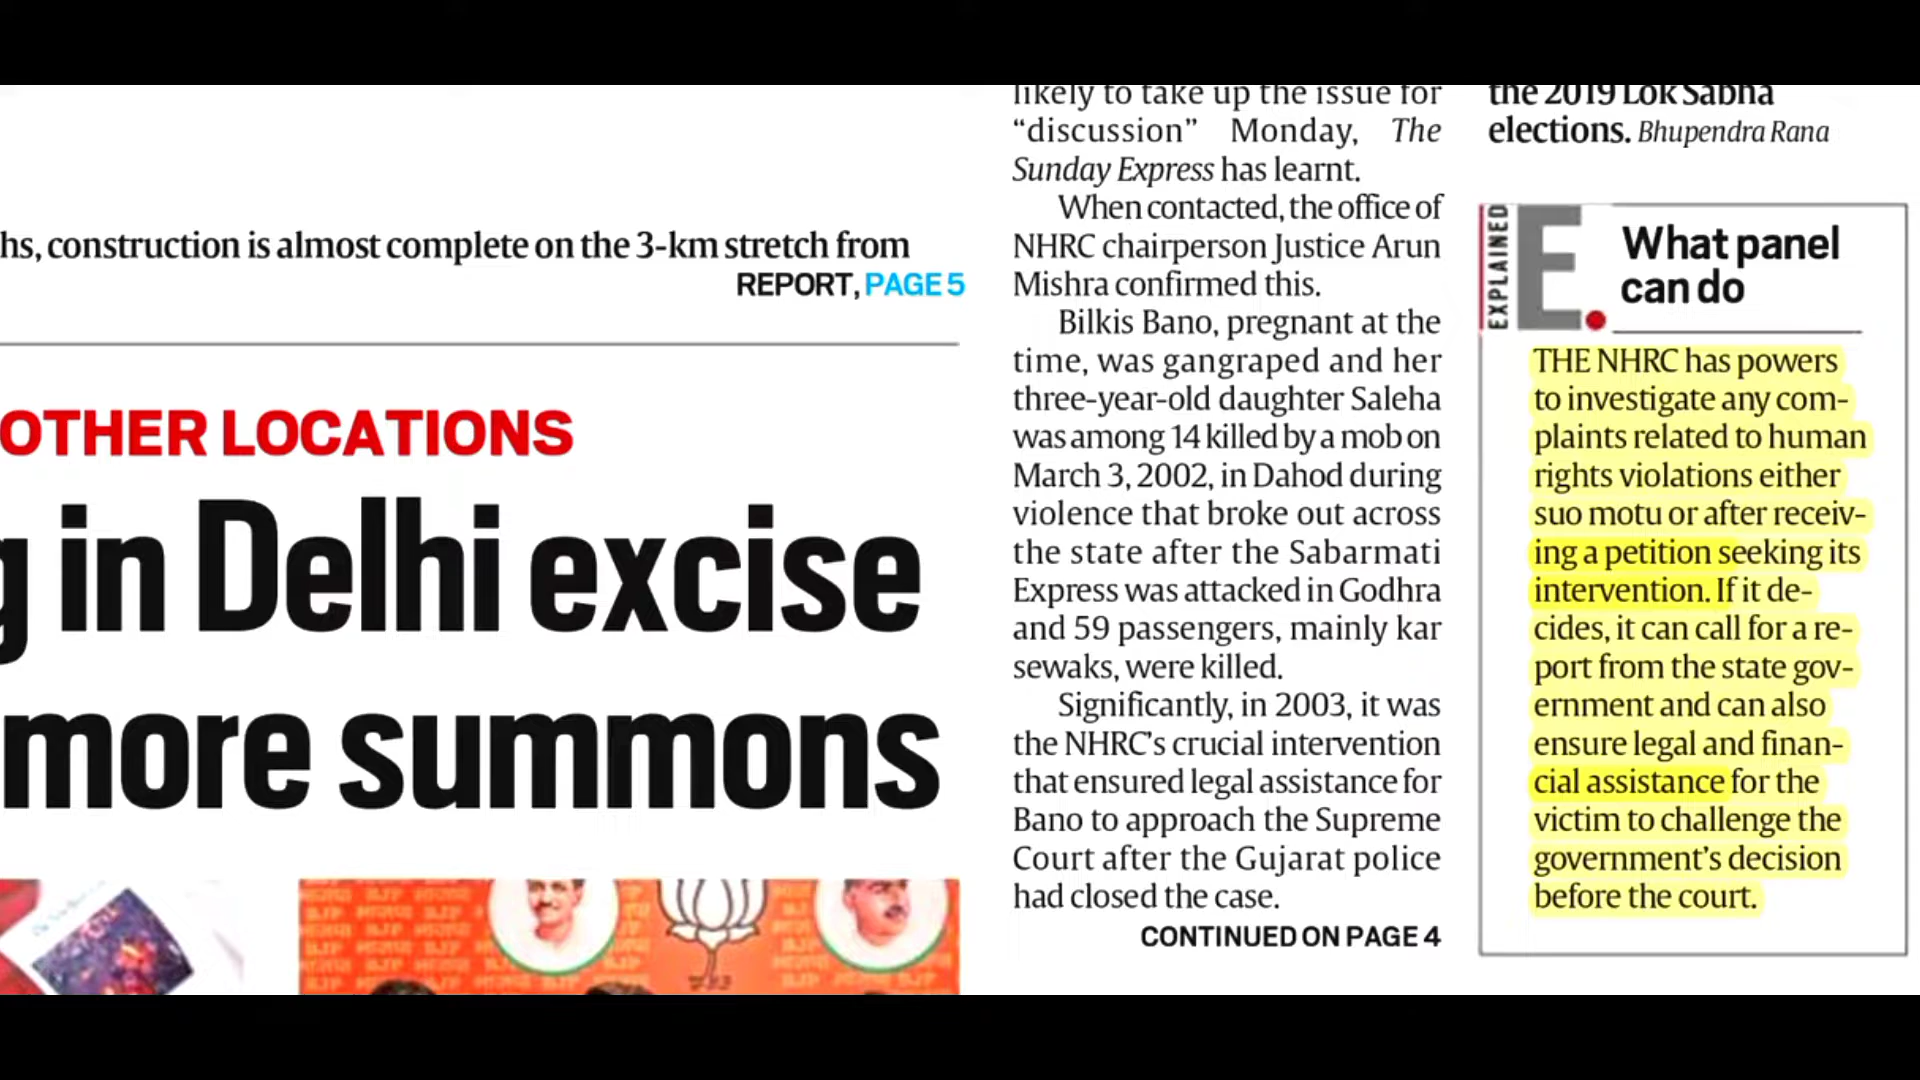 hs, construction is almost complete on the 3-km stretch from
REPORT, PAGE 5
OTHER LOCATIONS
g in Delhi excise
more summons
likely to take up the issue for
“discussion” Monday, The
Sunday Express has learnt.
When contacted, the office of
NHRC chairperson Justice Arun
Mishra confirmed this.
Bilkis Bano, pregnant at the
time, was gangraped and her
three-year-old daughter Saleha
was among 14 killed by a mob on
March 3, 2002, in Dahod during
violence that broke out across
the state after the Sabarmati
Express was attacked in Godhra
and 59 passengers, mainly kar
sewaks, were killed.
Significantly, in 2003, it was
the NHRC’s crucial intervention
that ensured legal assistance for
Bano to approach the Supreme
Court after the Gujarat police
had closed the case.
CONTINUED ON PAGE 4
the 2019 Lok Sabha
elections. Bhupendra Rana
EXPLAINED
E.
What panel
can do
THE NHRC has powers
to investigate any com-
plaints related to human
rights violations either
suo motu or after receiv-
ing a petition seeking its
intervention. If it de-
cides, it can call for a re-
port from the state gov-
ernment and can also
ensure legal and finan-
cial assistance for the
victim to challenge the
government’s decision
before the court.